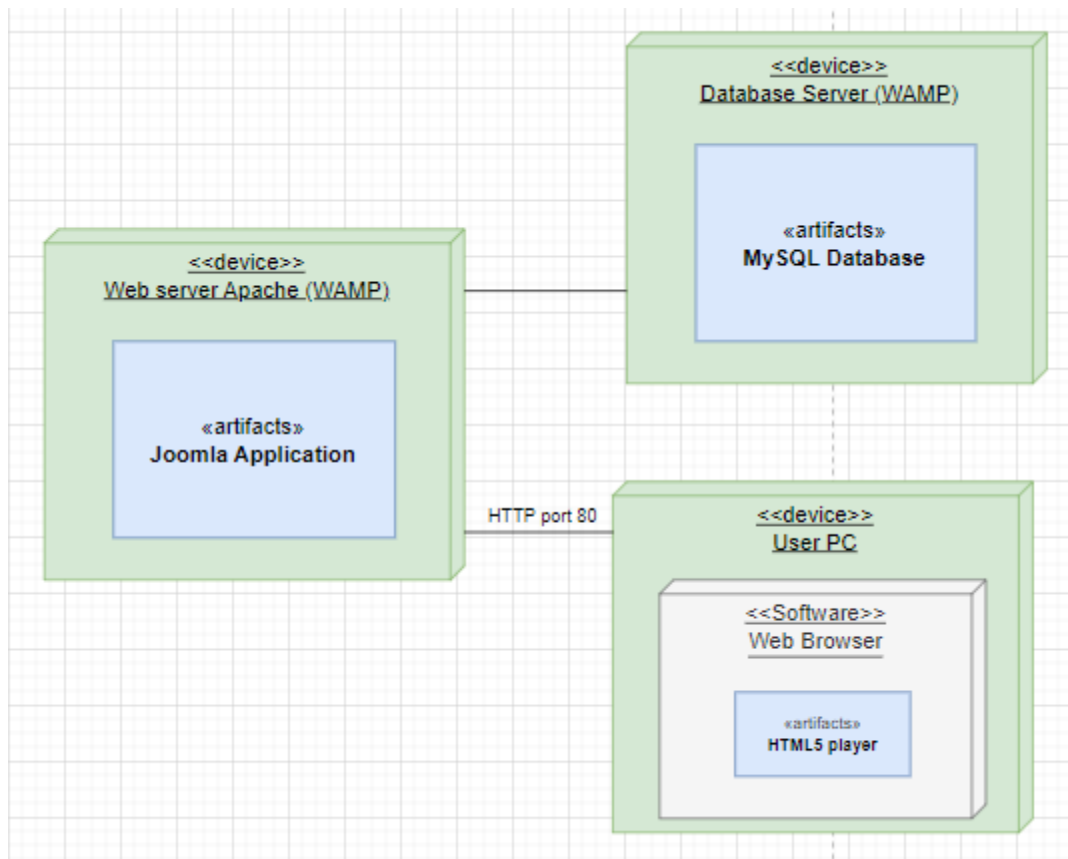 <<device>>
Database Server (WAMP)
«artifacts»
MySQL Database
<<device>>
Web server Apache (WAMP)
«artifacts»
Joomla Application
HTTP port 80
<<device>>
User PC
<<Software>>
Web Browser
«artifacts»
HTML5 player